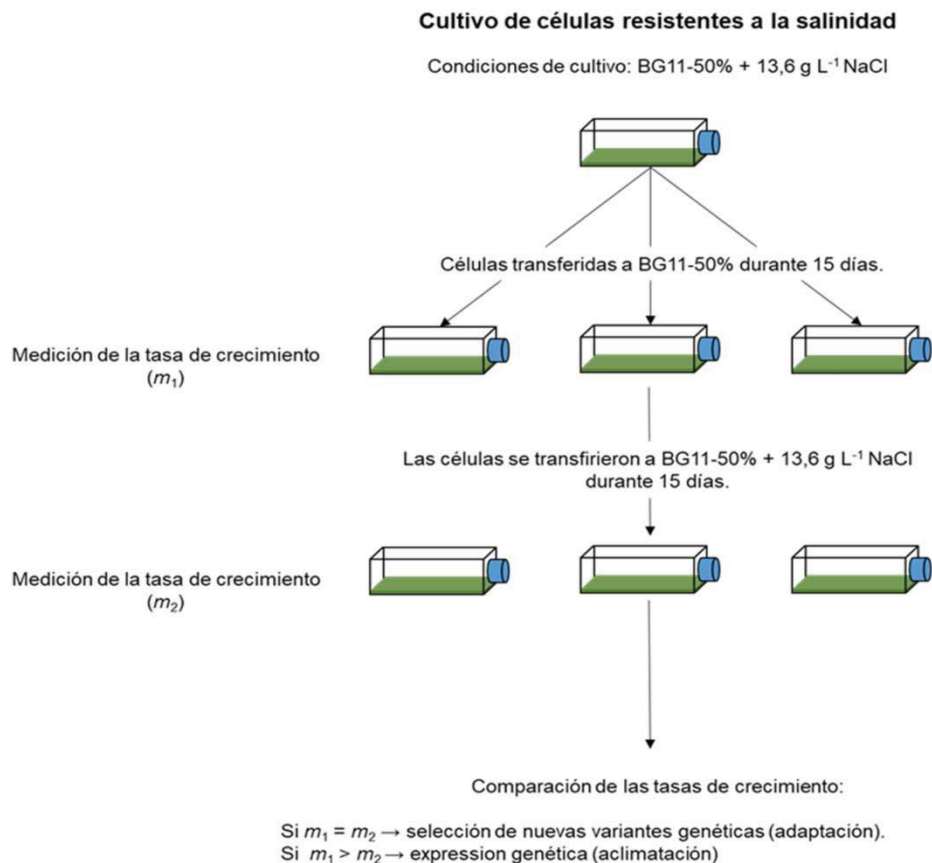 Cultivo de células resistentes a la salinidad
Condiciones de cultivo: BG11-50% + 13,6 g L⁻¹ NaCl
Células transferidas a BG11-50% durante 15 días.
Medición de la tasa de crecimiento
(m₁)
Las células se transfirieron a BG11-50% + 13,6 g L⁻¹ NaCl
durante 15 días.
Medición de la tasa de crecimiento
(m₂)
Comparación de las tasas de crecimiento:
Si m₁ = m₂ → selección de nuevas variantes genéticas (adaptación).
Si m₁ > m₂ → expression genética (aclimatación)